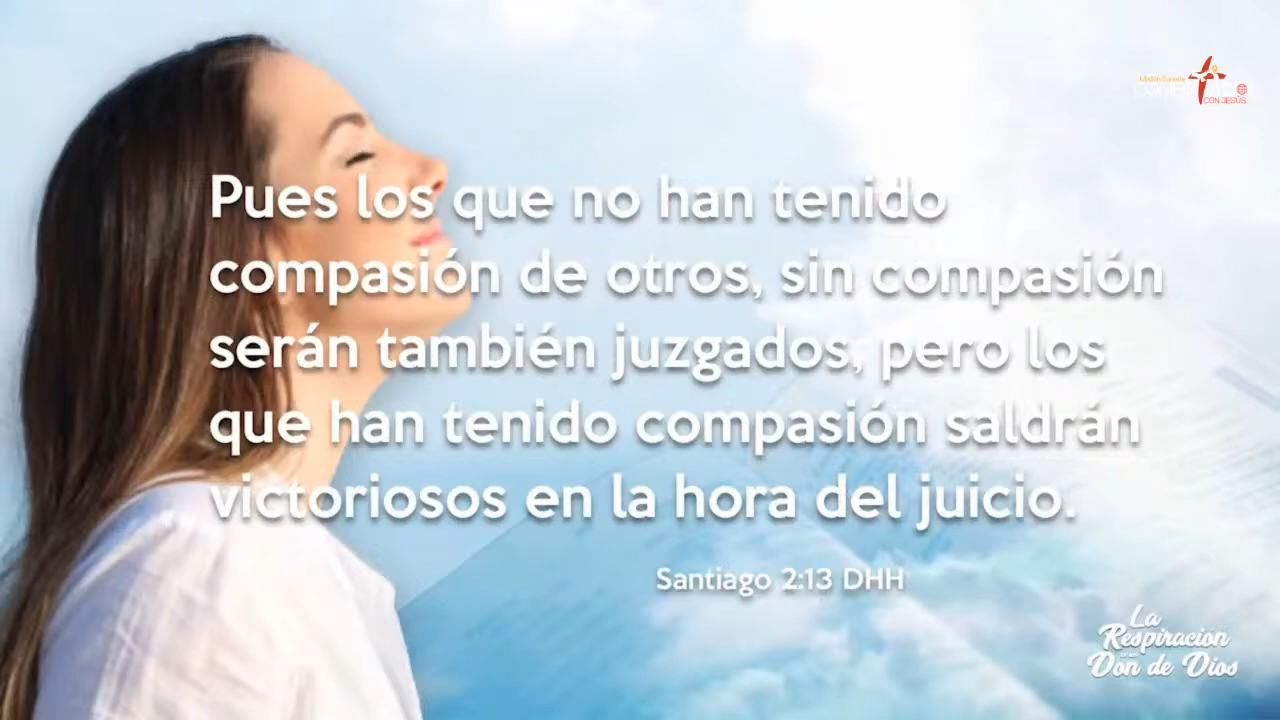 CON JESÚS
Pues los que no han tenido
compasión de otros, sin compasión
serán también juzgados, pero los
que han tenido compasión saldrán
victoriosos en la hora del juicio.
Santiago 2:13 DHH
La
Respiración
Don de Dios